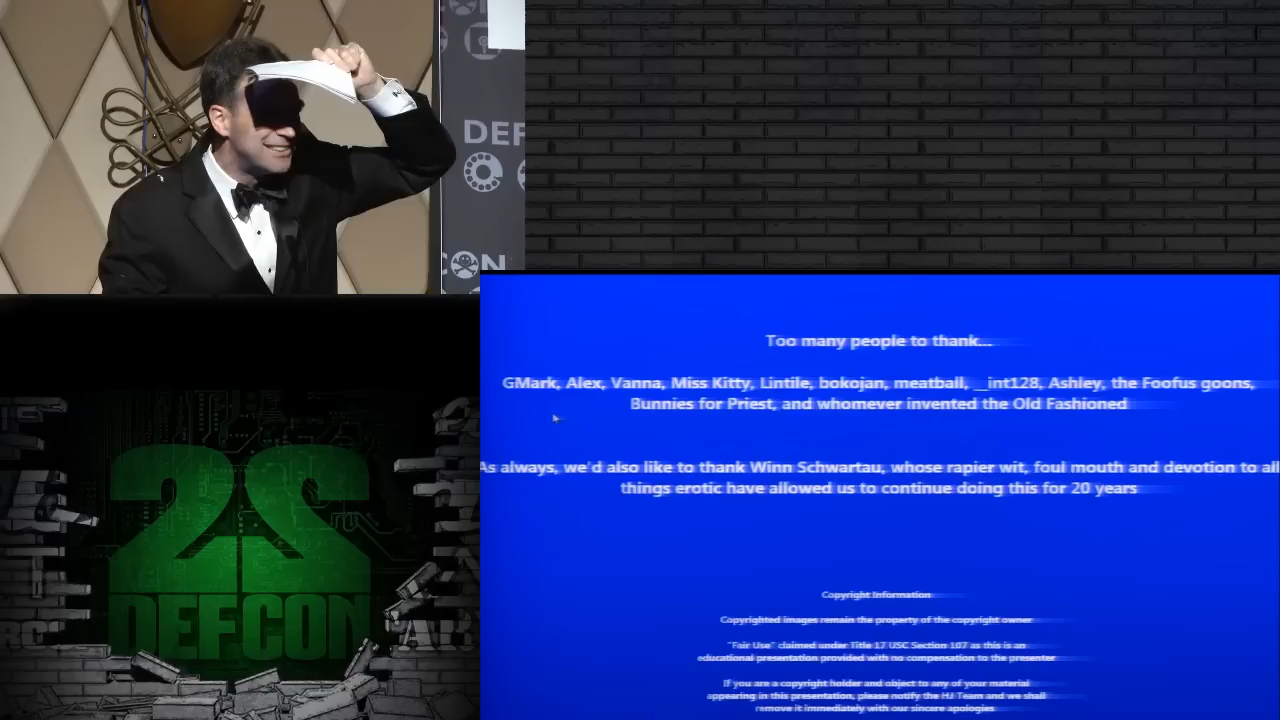 DEF
CON
Too many people to thank...
GMark, Alex, Vanna, Miss Kitty, Lintile, bokojan, meatball, __int128, Ashley, the Foofus goons,
Bunnies for Priest, and whomever invented the Old Fashioned
As always, we'd also like to thank Winn Schwartau, whose rapier wit, foul mouth and devotion to all
things erotic have allowed us to continue doing this for 20 years
Copyright Information
Copyrighted images remain the property of the copyright owner
"Fair Use" claimed under Title 17 USC Section 107 as this is an
educational presentation provided with no compensation to the presenter
If you are a copyright holder and object to any of your material
appearing in this presentation, please notify the HJ Team and we shall
remove it immediately with our sincere apologies
DEFCON